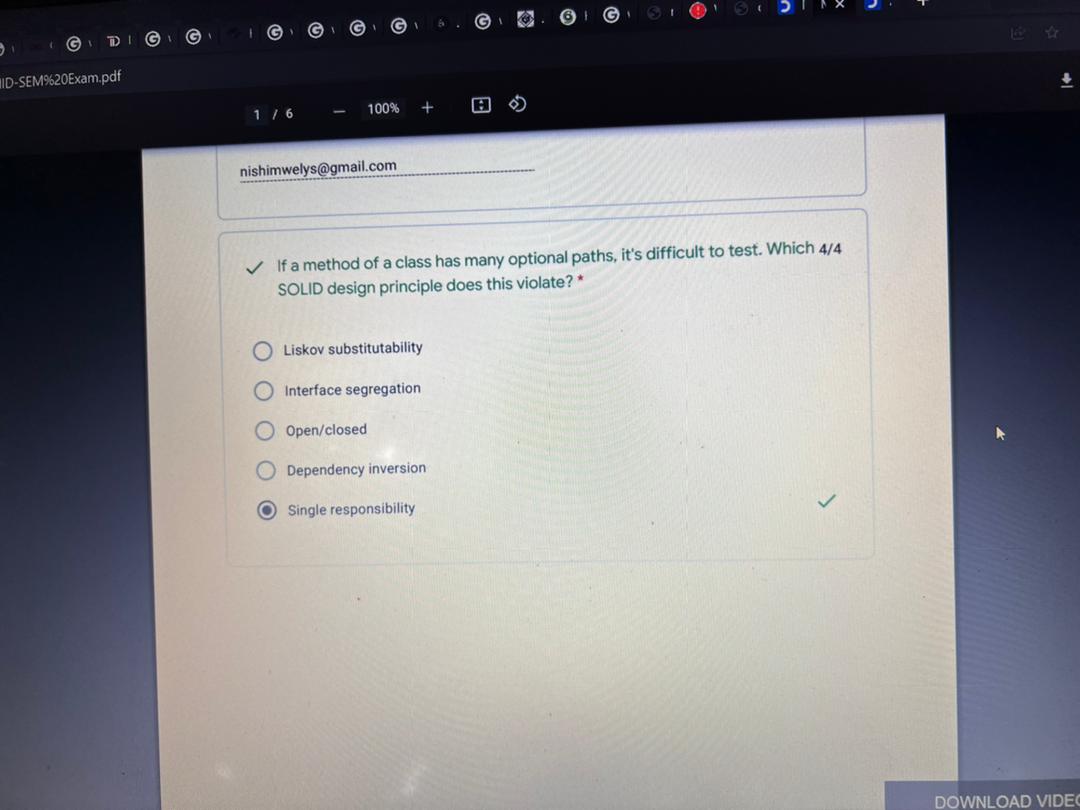 ID-SEM%20Exam.pdf
1 / 6 — 100% +
nishimwelys@gmail.com
If a method of a class has many optional paths, it's difficult to test. Which 4/4
SOLID design principle does this violate? *
Liskov substitutability
Interface segregation
Open/closed
Dependency inversion
Single responsibility
DOWNLOAD VIDEO